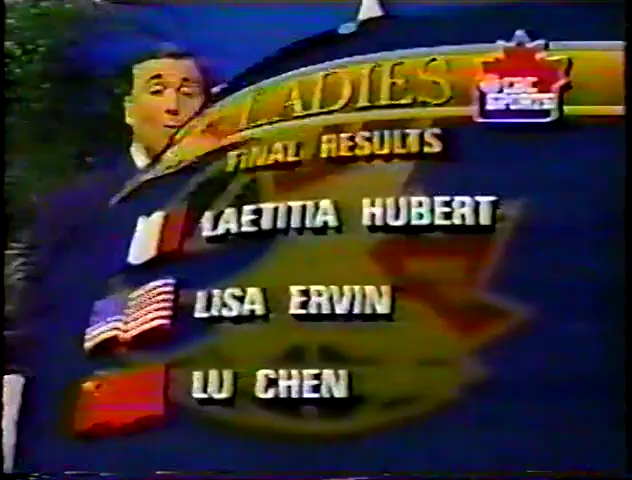 LADIES
CBC
SPORTS
FINAL RESULTS
LAETITIA HUBERT
LISA ERVIN
LU CHEN